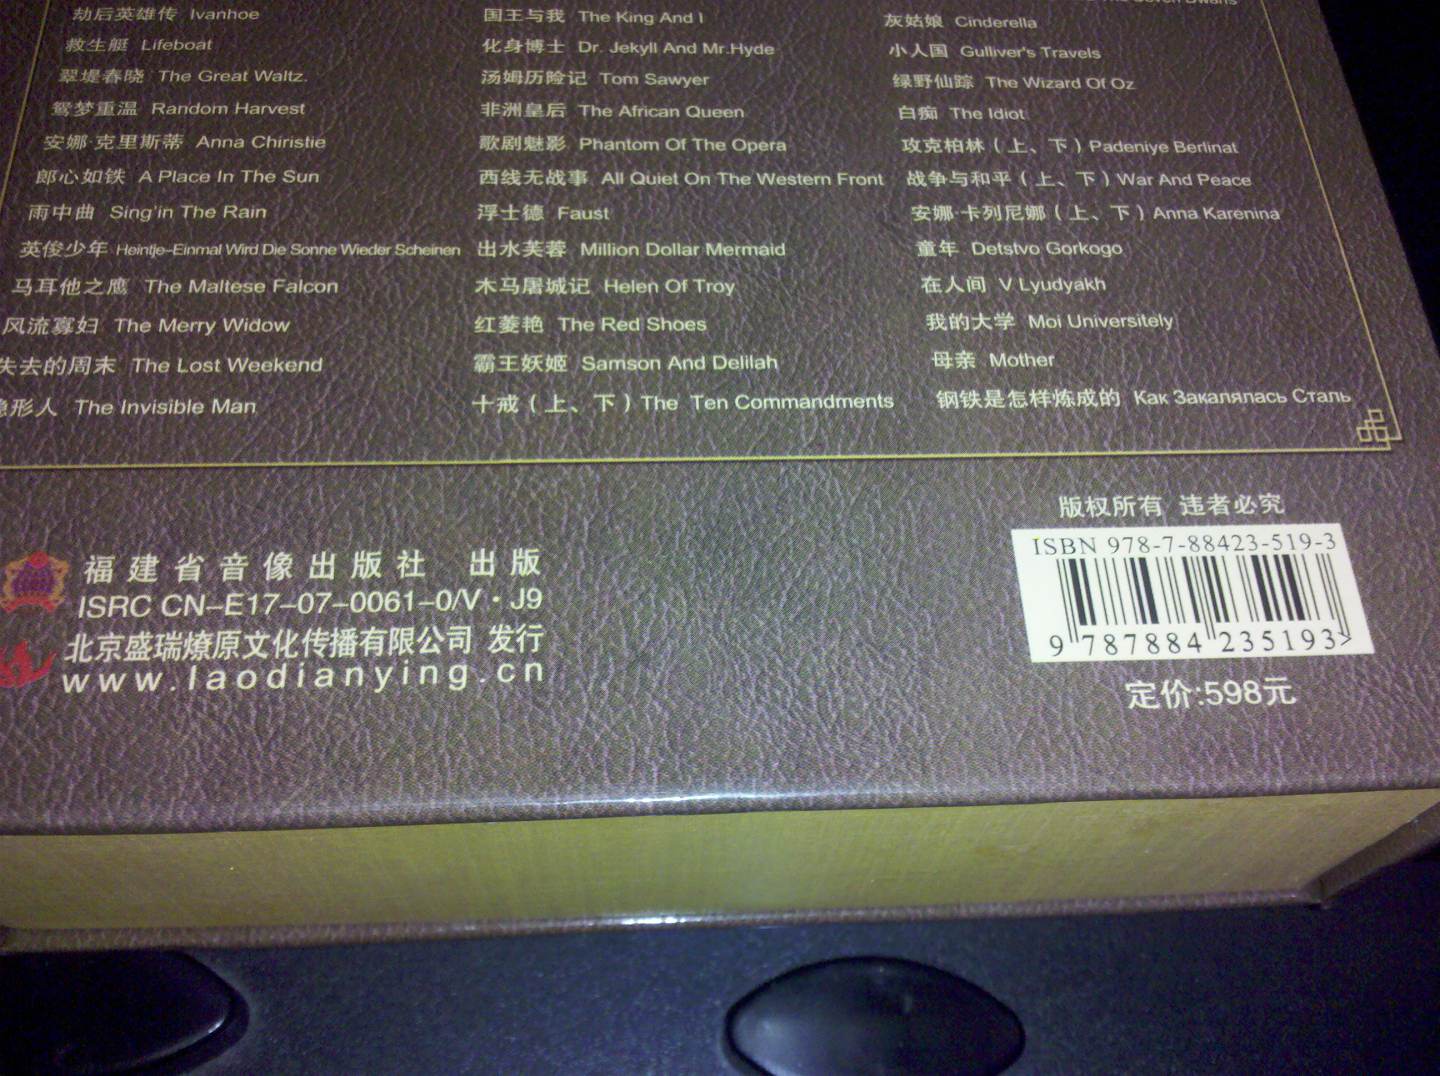 劫后英雄传 Ivanhoe
救生艇 Lifeboat
翠堤春晓 The Great Waltz.
鸳梦重温 Random Harvest
安娜·克里斯蒂 Anna Chiristie
郎心如铁 A Place In The Sun
雨中曲 Sing'in The Rain
英俊少年 Heintje-Einmal Wird Die Sonne Wieder Scheinen
马耳他之鹰 The Maltese Falcon
风流寡妇 The Merry Widow
失去的周末 The Lost Weekend
隐形人 The Invisible Man
国王与我 The King And I
化身博士 Dr. Jekyll And Mr.Hyde
汤姆历险记 Tom Sawyer
非洲皇后 The African Queen
歌剧魅影 Phantom Of The Opera
西线无战事 All Quiet On The Western Front
浮士德 Faust
出水芙蓉 Million Dollar Mermaid
木马屠城记 Helen Of Troy
红菱艳 The Red Shoes
霸王妖姬 Samson And Delilah
十戒（上、下）The Ten Commandments
Seven Dwarfs
灰姑娘 Cinderella
小人国 Gulliver's Travels
绿野仙踪 The Wizard Of Oz
白痴 The Idiot
攻克柏林（上、下）Padeniye Berlinat
战争与和平（上、下）War And Peace
安娜·卡列尼娜（上、下）Anna Karenina
童年 Detstvo Gorkogo
在人间 V Lyudyakh
我的大学 Moi Universitely
母亲 Mother
钢铁是怎样炼成的 Как Закалялась Сталь
福建省音像出版社 出版
ISRC CN-E17-07-0061-0/V·J9
北京盛瑞燎原文化传播有限公司 发行
www.laodianying.cn
版权所有 违者必究
ISBN 978-7-88423-519-3
9 787884 235193>
定价:598元